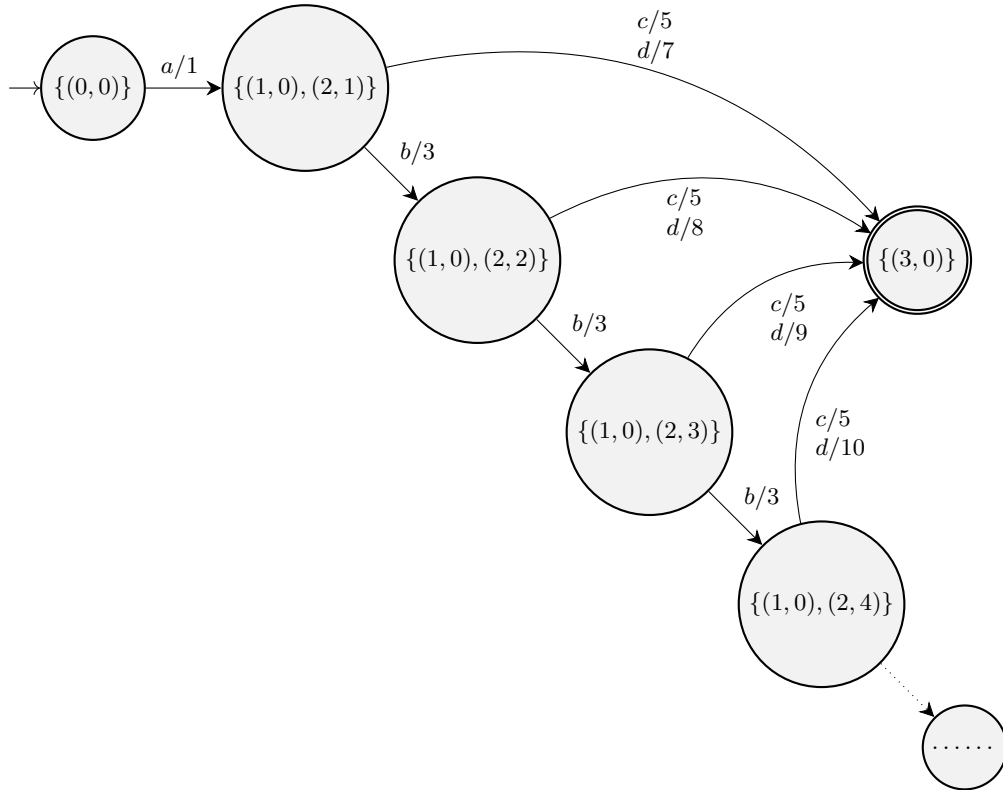 c/5
d/7
a/1
{(0, 0)}
{(1, 0), (2, 1)}
b/3
c/5
d/8
{(1, 0), (2, 2)}
{(3, 0)}
b/3
c/5
d/9
{(1, 0), (2, 3)}
c/5
d/10
b/3
{(1, 0), (2, 4)}
......